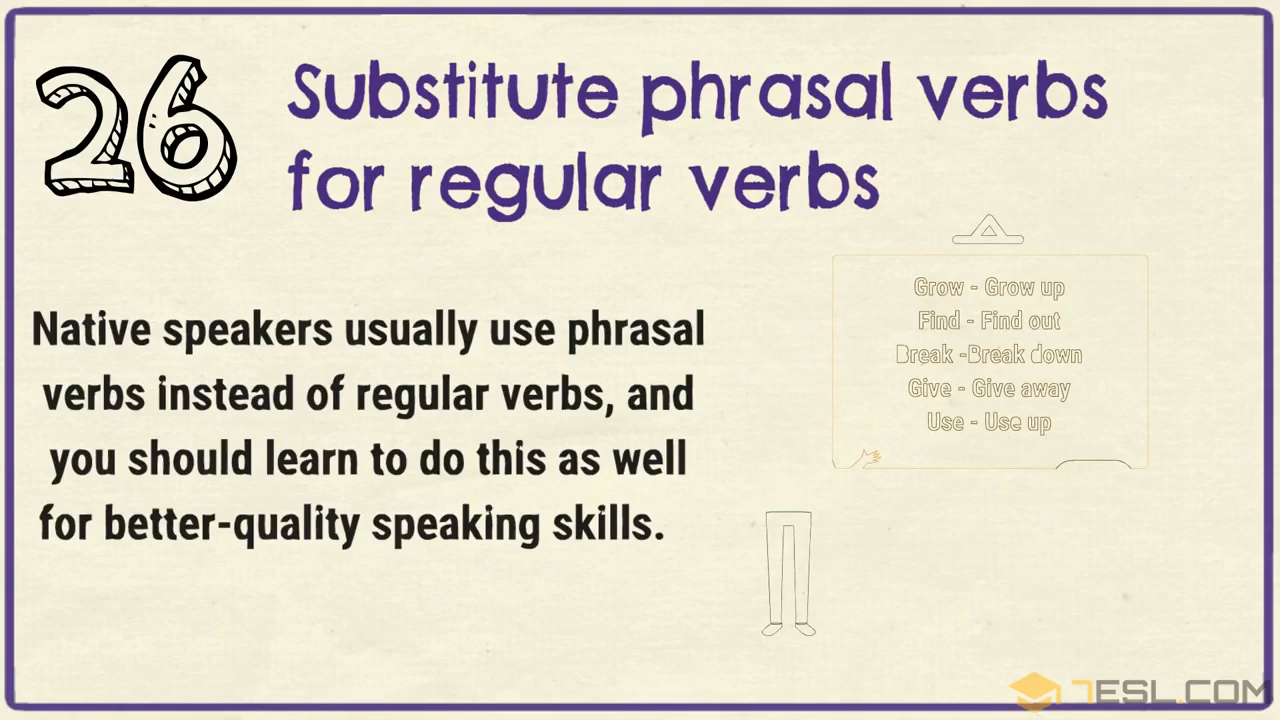 26
Substitute phrasal verbs
for regular verbs
Native speakers usually use phrasal
verbs instead of regular verbs, and
you should learn to do this as well
for better-quality speaking skills.
Grow - Grow up
Find - Find out
Break -Break down
Give - Give away
Use - Use up
7ESL.COM